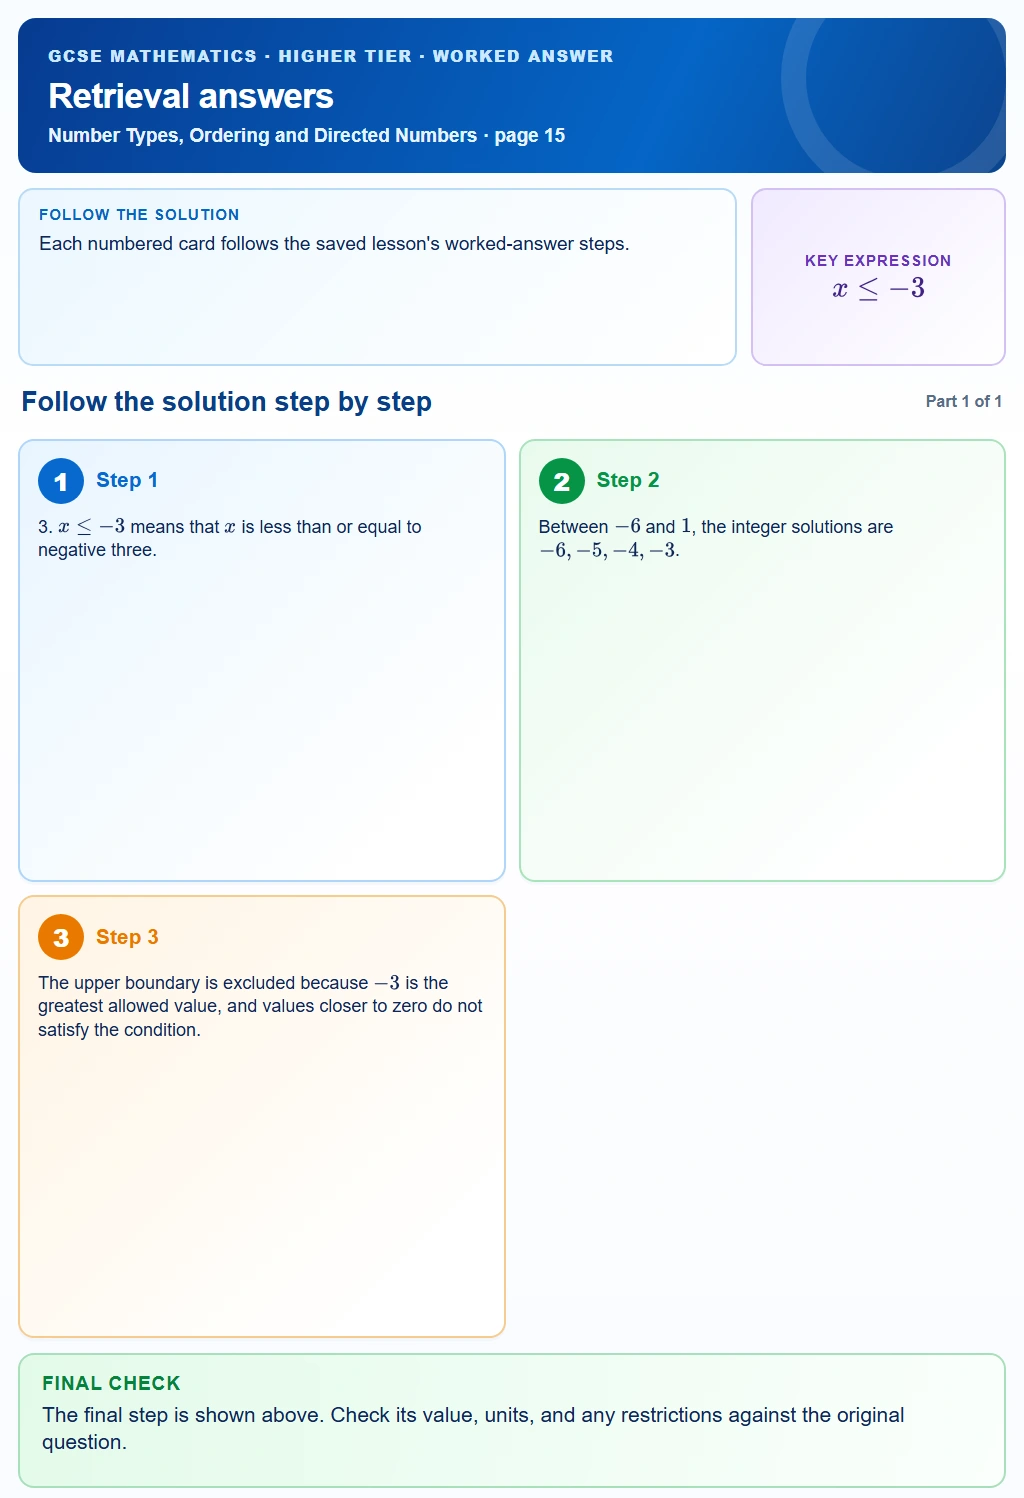 GCSE MATHEMATICS · HIGHER TIER · WORKED ANSWER
Retrieval answers
Number Types, Ordering and Directed Numbers · page 15
FOLLOW THE SOLUTION
Each numbered card follows the saved lesson's worked-answer steps.
KEY EXPRESSION
x ≤ −3
Follow the solution step by step
Part 1 of 1
1 Step 1
3. x ≤ −3 means that x is less than or equal to
negative three.
2 Step 2
Between −6 and 1, the integer solutions are
−6, −5, −4, −3.
3 Step 3
The upper boundary is excluded because −3 is the
greatest allowed value, and values closer to zero do not
satisfy the condition.
FINAL CHECK
The final step is shown above. Check its value, units, and any restrictions against the original
question.